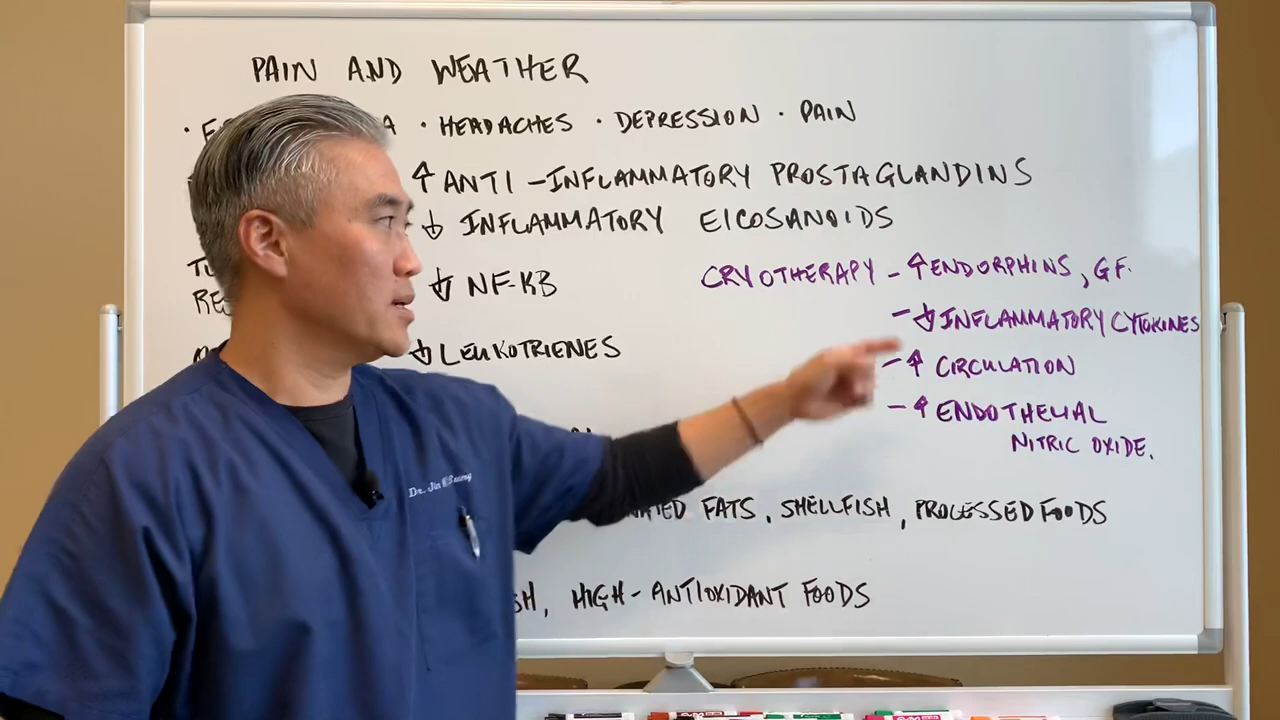 PAIN AND WEATHER
· HEADACHES · DEPRESSION · PAIN
↑ ANTI-INFLAMMATORY PROSTAGLANDINS
↓ INFLAMMATORY EICOSANOIDS
↓ NF-KB
↓ LEUKOTRIENES
CRYOTHERAPY - ↑ ENDORPHINS, GF.
- ↓ INFLAMMATORY CYTOKINES
- ↑ CIRCULATION
- ↑ ENDOTHELIAL
NITRIC OXIDE.
FATS, SHELLFISH, PROCESSED FOODS
HIGH-ANTIOXIDANT FOODS
Dr.